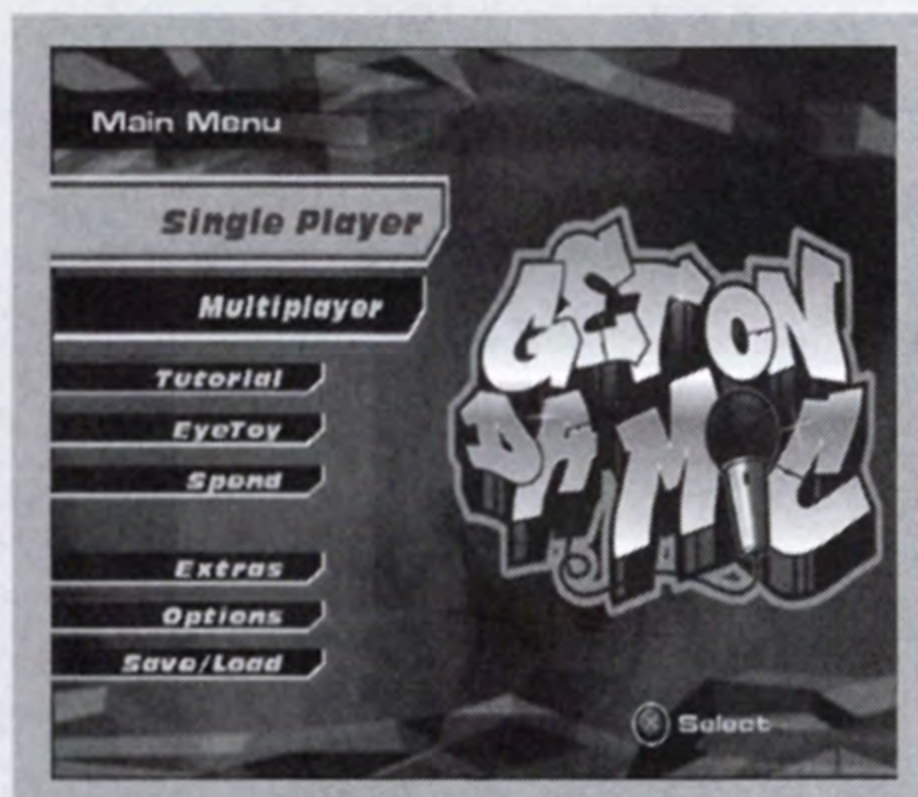 Main Menu
Single Player
Multiplayer
Tutorial
EyeToy
Spend
Extras
Options
Save/Load
GET ON
DA MIC
Select